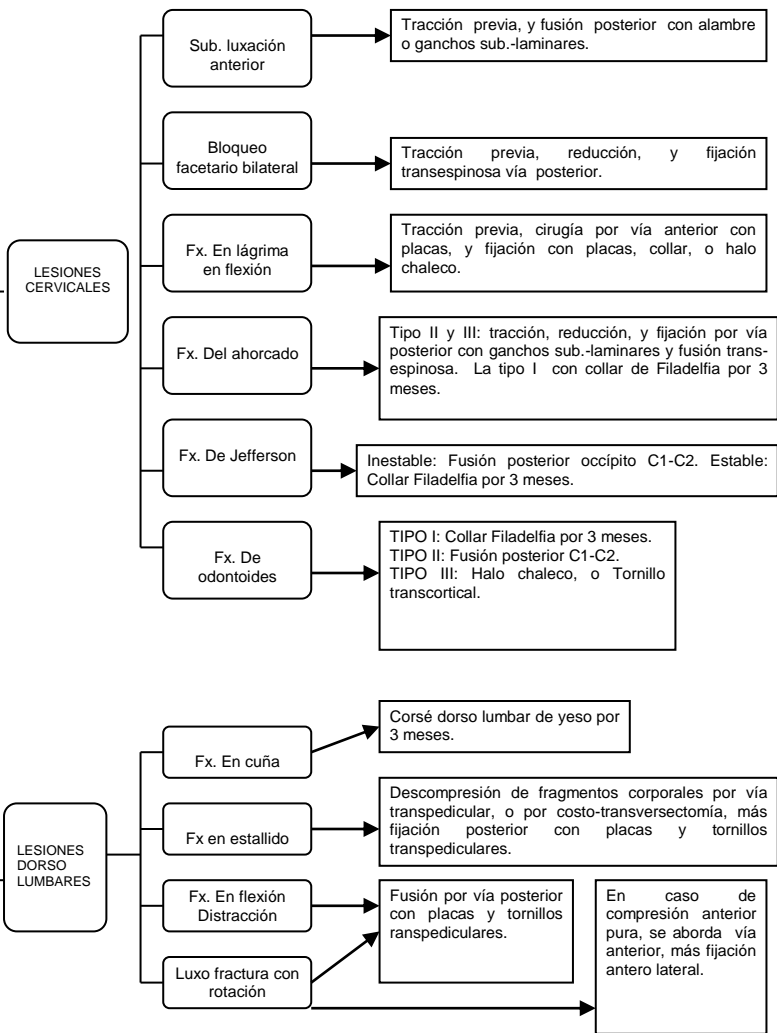 LESIONES
CERVICALES
Sub. luxación
anterior
Tracción previa, y fusión posterior con alambre
o ganchos sub.-laminares.
Bloqueo
facetario bilateral
Tracción previa, reducción, y fijación
transespinosa vía posterior.
Fx. En lágrima
en flexión
Tracción previa, cirugía por vía anterior con
placas, y fijación con placas, collar, o halo
chaleco.
Fx. Del ahorcado
Tipo II y III: tracción, reducción, y fijación por vía
posterior con ganchos sub.-laminares y fusión trans-
espinosa. La tipo I con collar de Filadelfia por 3
meses.
Fx. De Jefferson
Inestable: Fusión posterior occípito C1-C2. Estable:
Collar Filadelfia por 3 meses.
Fx. De
odontoides
TIPO I: Collar Filadelfia por 3 meses.
TIPO II: Fusión posterior C1-C2.
TIPO III: Halo chaleco, o Tornillo
transcortical.
LESIONES
DORSO
LUMBARES
Fx. En cuña
Corsé dorso lumbar de yeso por
3 meses.
Fx en estallido
Descompresión de fragmentos corporales por vía
transpedicular, o por costo-transversectomía, más
fijación posterior con placas y tornillos
transpediculares.
Fx. En flexión
Distracción
Fusión por vía posterior
con placas y tornillos
ranspediculares.
Luxo fractura con
rotación
En caso de
compresión anterior
pura, se aborda vía
anterior, más fijación
antero lateral.